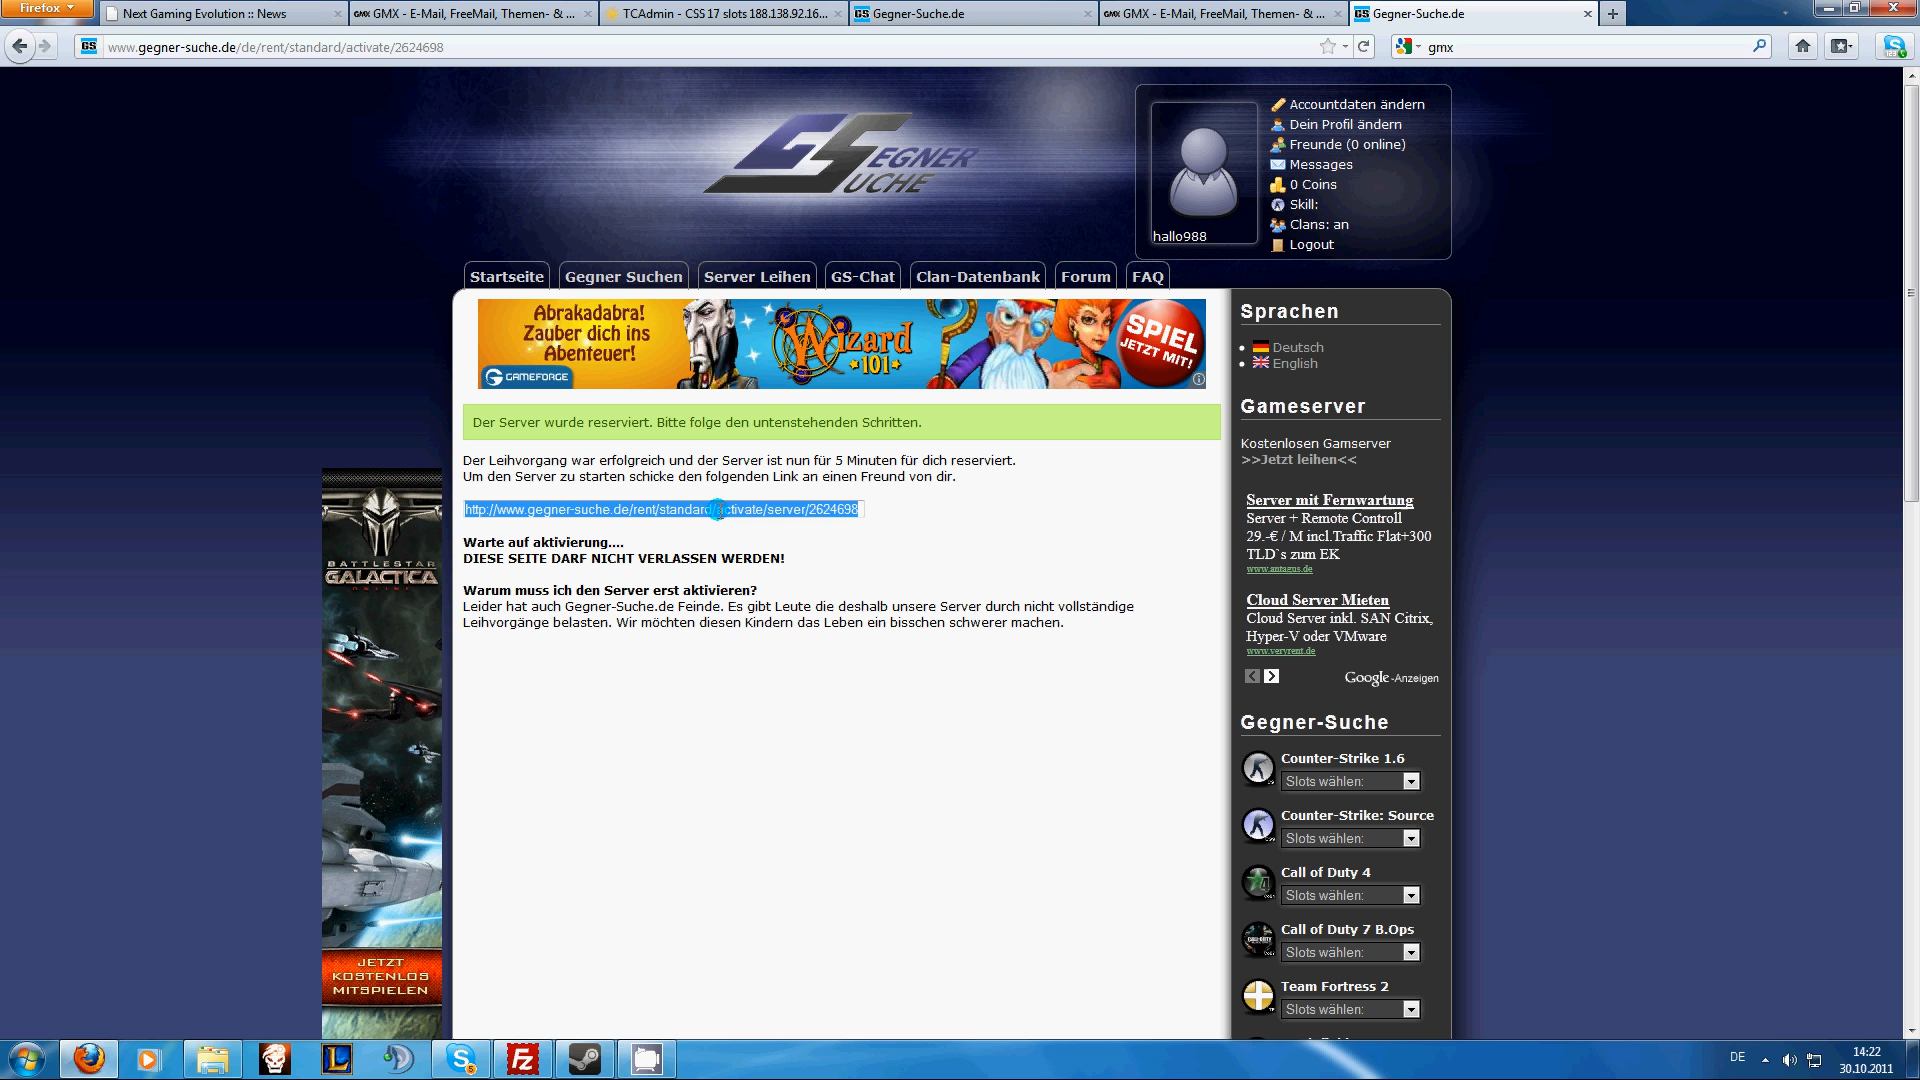 Firefox
Next Gaming Evolution :: News
GMX - E-Mail, FreeMail, Themen- & ...
TCAdmin - CSS 17 slots 188.138.92.16...
Gegner-Suche.de
GMX - E-Mail, FreeMail, Themen- & ...
Gegner-Suche.de
www.gegner-suche.de/de/rent/standard/activate/2624698
gmx
GEGNER
SUCHE
hallo988
Accountdaten ändern
Dein Profil ändern
Freunde (0 online)
Messages
0 Coins
Skill:
Clans: an
Logout
Startseite
Gegner Suchen
Server Leihen
GS-Chat
Clan-Datenbank
Forum
FAQ
Abrakadabra!
Zauber dich ins
Abenteuer!
GAMEFORGE
Wizard
101
SPIEL
JETZT MIT!
Der Server wurde reserviert. Bitte folge den untenstehenden Schritten.
Der Leihvorgang war erfolgreich und der Server ist nun für 5 Minuten für dich reserviert.
Um den Server zu starten schicke den folgenden Link an einen Freund von dir.
http://www.gegner-suche.de/rent/standard/activate/server/2624698
Warte auf aktivierung....
DIESE SEITE DARF NICHT VERLASSEN WERDEN!
Warum muss ich den Server erst aktivieren?
Leider hat auch Gegner-Suche.de Feinde. Es gibt Leute die deshalb unsere Server durch nicht vollständige
Leihvorgänge belasten. Wir möchten diesen Kindern das Leben ein bisschen schwerer machen.
BATTLESTAR
GALACTICA
JETZT
KOSTENLOS
MITSPIELEN
Sprachen
Deutsch
English
Gameserver
Kostenlosen Gamserver
>>Jetzt leihen<<
Server mit Fernwartung
Server + Remote Controll
29.-€ / M incl.Traffic Flat+300
TLD`s zum EK
www.antagus.de
Cloud Server Mieten
Cloud Server inkl. SAN Citrix,
Hyper-V oder VMware
www.veryrent.de
Google-Anzeigen
Gegner-Suche
Counter-Strike 1.6
Slots wählen:
Counter-Strike: Source
Slots wählen:
Call of Duty 4
Slots wählen:
Call of Duty 7 B.Ops
Slots wählen:
Team Fortress 2
Slots wählen:
DE
14:22
30.10.2011